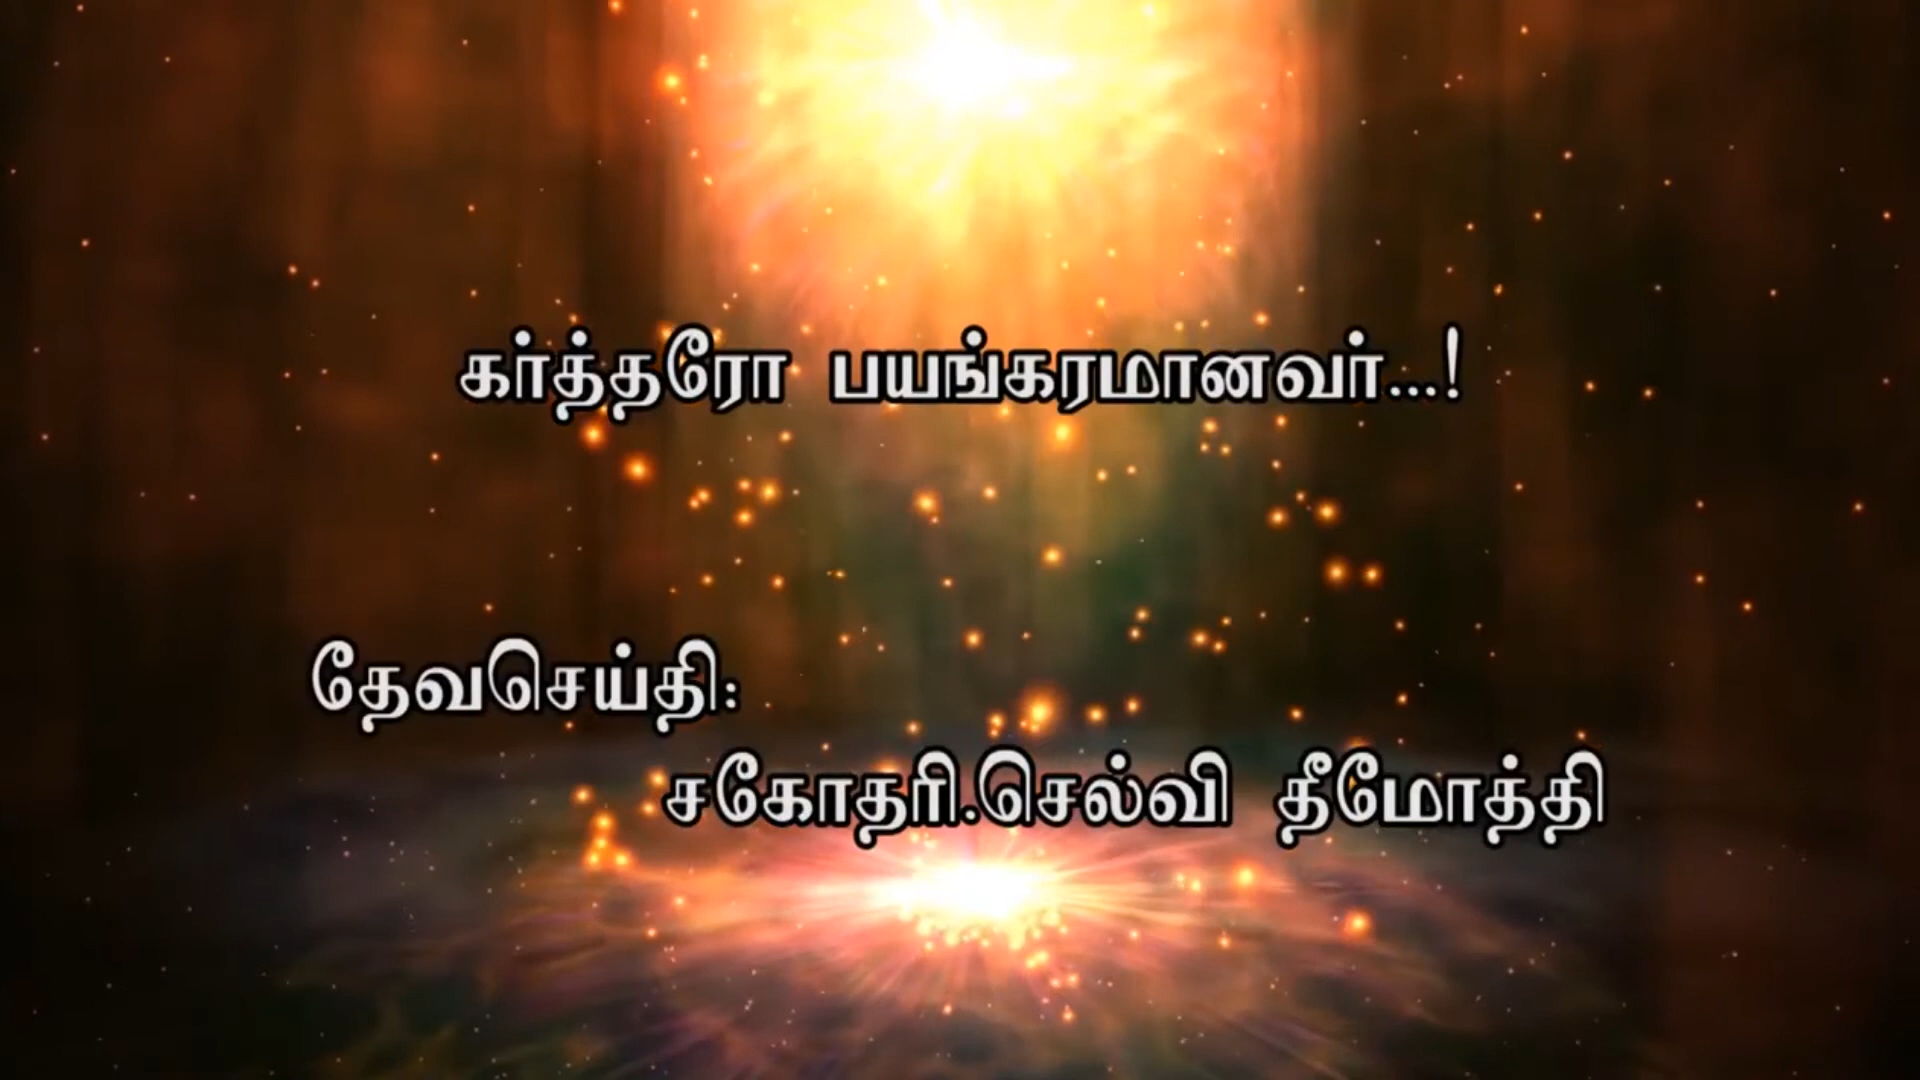 கர்த்தரோ பயங்கரமானவர்...!
தேவசெய்தி:
சகோதரி.செல்வி தீமோத்தி